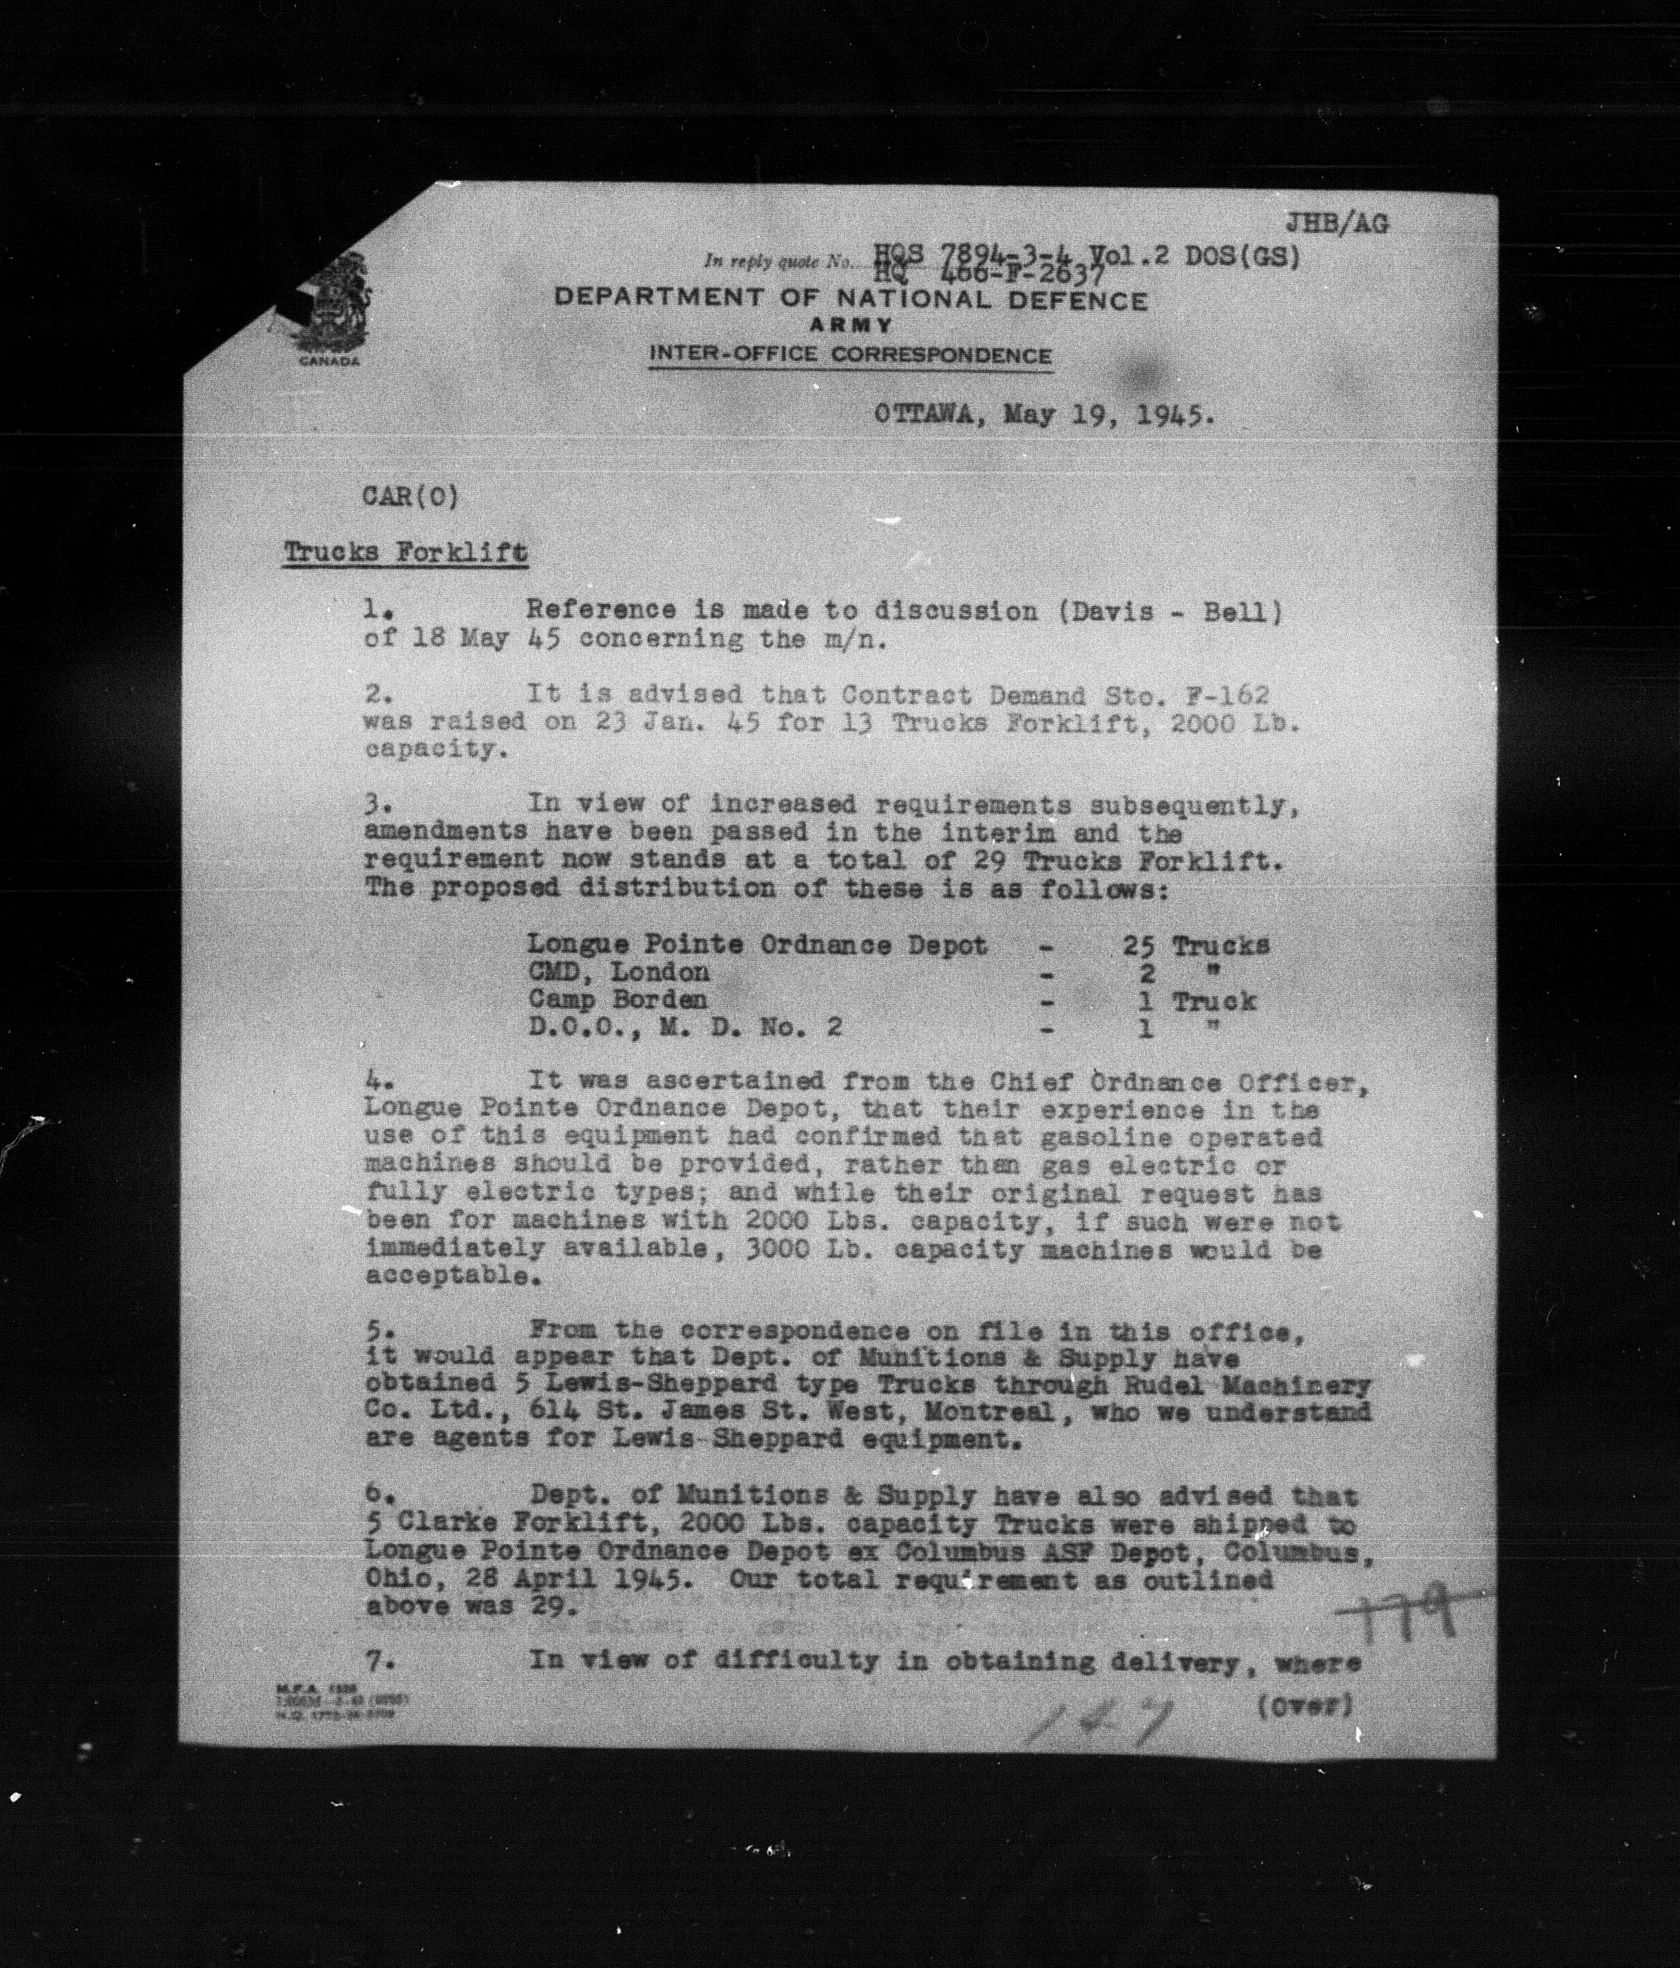 JHB/AG
In reply quote No. HQS 7894-3-4 Vol.2 DOS(GS)
HQ 466-F-2637
DEPARTMENT OF NATIONAL DEFENCE
ARMY
INTER-OFFICE CORRESPONDENCE
CANADA
OTTAWA, May 19, 1945.
CAR(O)
Trucks Forklift
1. Reference is made to discussion (Davis - Bell)
of 18 May 45 concerning the m/n.
2. It is advised that Contract Demand Sto. F-162
was raised on 23 Jan. 45 for 13 Trucks Forklift, 2000 Lb.
capacity.
3. In view of increased requirements subsequently,
amendments have been passed in the interim and the
requirement now stands at a total of 29 Trucks Forklift.
The proposed distribution of these is as follows:
Longue Pointe Ordnance Depot - 25 Trucks
CMD, London - 2 "
Camp Borden - 1 Truck
D.O.O., M. D. No. 2 - 1 "
4. It was ascertained from the Chief Ordnance Officer,
Longue Pointe Ordnance Depot, that their experience in the
use of this equipment had confirmed that gasoline operated
machines should be provided, rather than gas electric or
fully electric types; and while their original request has
been for machines with 2000 Lbs. capacity, if such were not
immediately available, 3000 Lb. capacity machines would be
acceptable.
5. From the correspondence on file in this office,
it would appear that Dept. of Munitions & Supply have
obtained 5 Lewis-Sheppard type Trucks through Rudel Machinery
Co. Ltd., 614 St. James St. West, Montreal, who we understand
are agents for Lewis-Sheppard equipment.
6. Dept. of Munitions & Supply have also advised that
5 Clarke Forklift, 2000 Lbs. capacity Trucks were shipped to
Longue Pointe Ordnance Depot ex Columbus ASF Depot, Columbus,
Ohio, 28 April 1945. Our total requirement as outlined
above was 29.
179
7. In view of difficulty in obtaining delivery, where
(Over)
M.F.A.
147